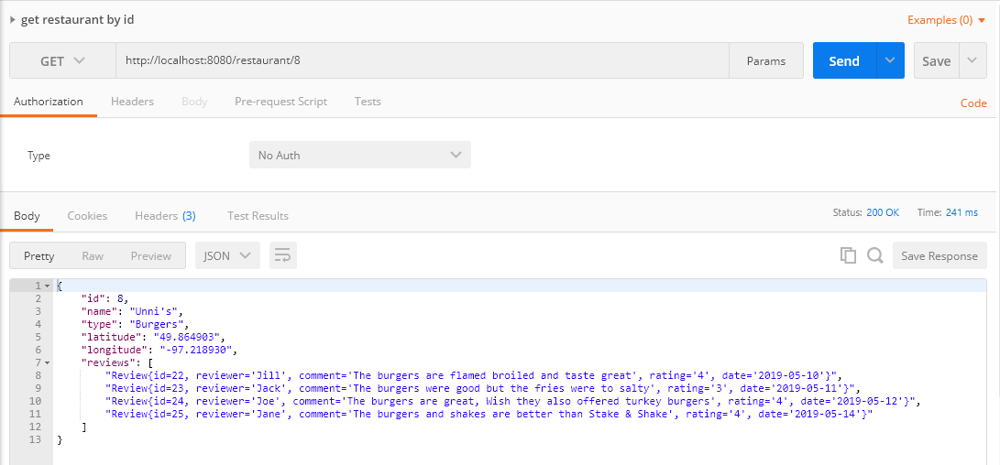 get restaurant by id Examples (0)
GET http://localhost:8080/restaurant/8 Params Send Save
Authorization Headers Body Pre-request Script Tests Code
Type No Auth
Body Cookies Headers (3) Test Results Status: 200 OK Time: 241 ms
Pretty Raw Preview JSON Save Response
1 {
2 "id": 8,
3 "name": "Unni's",
4 "type": "Burgers",
5 "latitude": "49.864903",
6 "longitude": "-97.218930",
7 "reviews": [
8 "Review{id=22, reviewer='Jill', comment='The burgers are flamed broiled and taste great', rating='4', date='2019-05-10'}",
9 "Review{id=23, reviewer='Jack', comment='The burgers were good but the fries were to salty', rating='3', date='2019-05-11'}",
10 "Review{id=24, reviewer='Joe', comment='The burgers are great, Wish they also offered turkey burgers', rating='4', date='2019-05-12'}",
11 "Review{id=25, reviewer='Jane', comment='The burgers and shakes are better than Stake & Shake', rating='4', date='2019-05-14'}"
12 ]
13 }